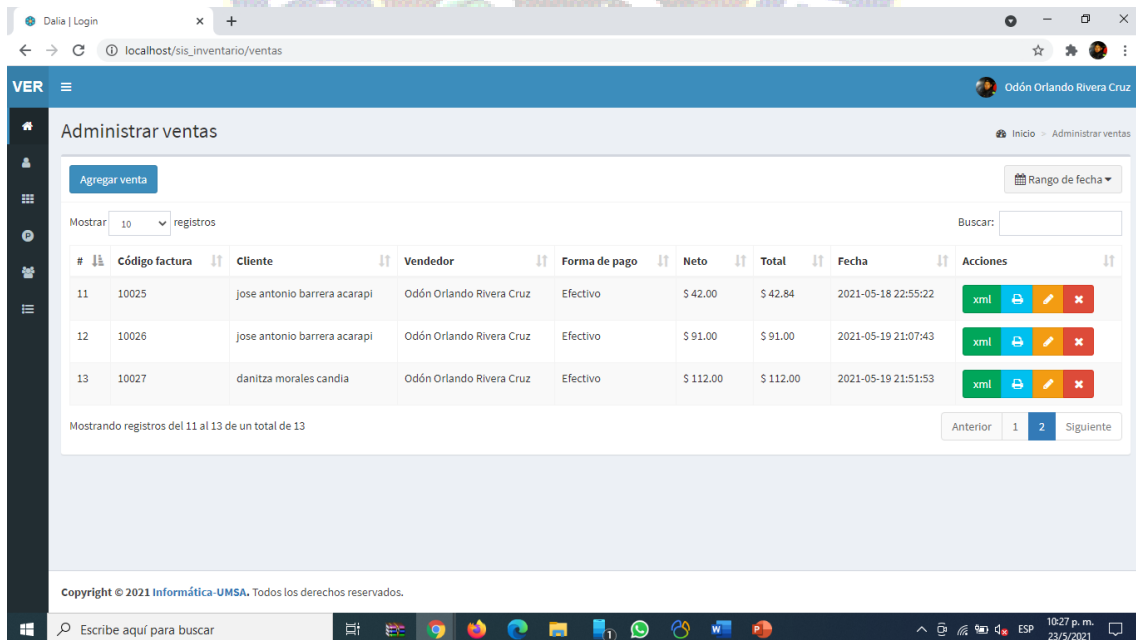 Dalia | Login
localhost/sis_inventario/ventas
VER Odón Orlando Rivera Cruz
Administrar ventas Inicio > Administrar ventas
Agregar venta Rango de fecha
Mostrar 10 registros Buscar:
# Código factura Cliente Vendedor Forma de pago Neto Total Fecha Acciones
11 10025 jose antonio barrera acarapi Odón Orlando Rivera Cruz Efectivo $ 42.00 $ 42.84 2021-05-18 22:55:22 xml
12 10026 jose antonio barrera acarapi Odón Orlando Rivera Cruz Efectivo $ 91.00 $ 91.00 2021-05-19 21:07:43 xml
13 10027 danitza morales candia Odón Orlando Rivera Cruz Efectivo $ 112.00 $ 112.00 2021-05-19 21:51:53 xml
Mostrando registros del 11 al 13 de un total de 13 Anterior 1 2 Siguiente
Copyright © 2021 Informática-UMSA. Todos los derechos reservados.
Escribe aquí para buscar ESP 10:27 p. m.
23/5/2021